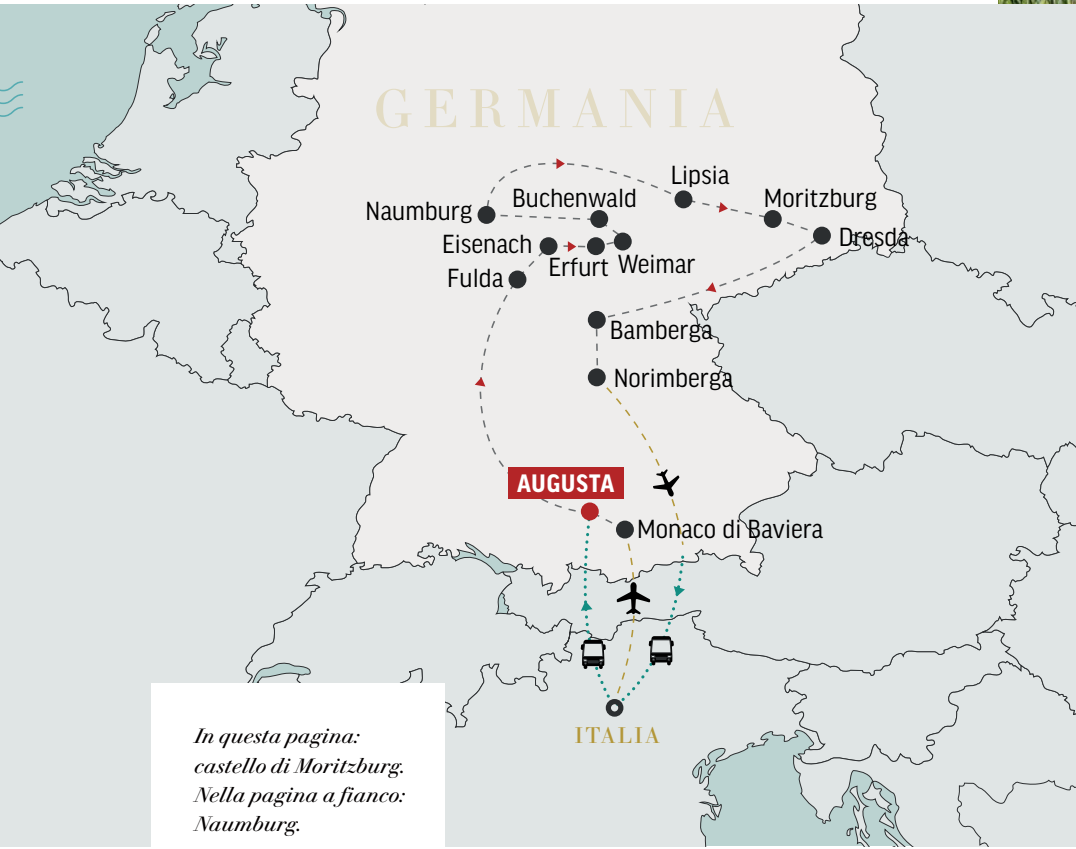 GERMANIA
Lipsia
Buchenwald
Moritzburg
Naumburg
Dresda
Eisenach
Erfurt
Weimar
Fulda
Bamberga
Norimberga
AUGUSTA
Monaco di Baviera
ITALIA
In questa pagina:
castello di Moritzburg.
Nella pagina a fianco:
Naumburg.